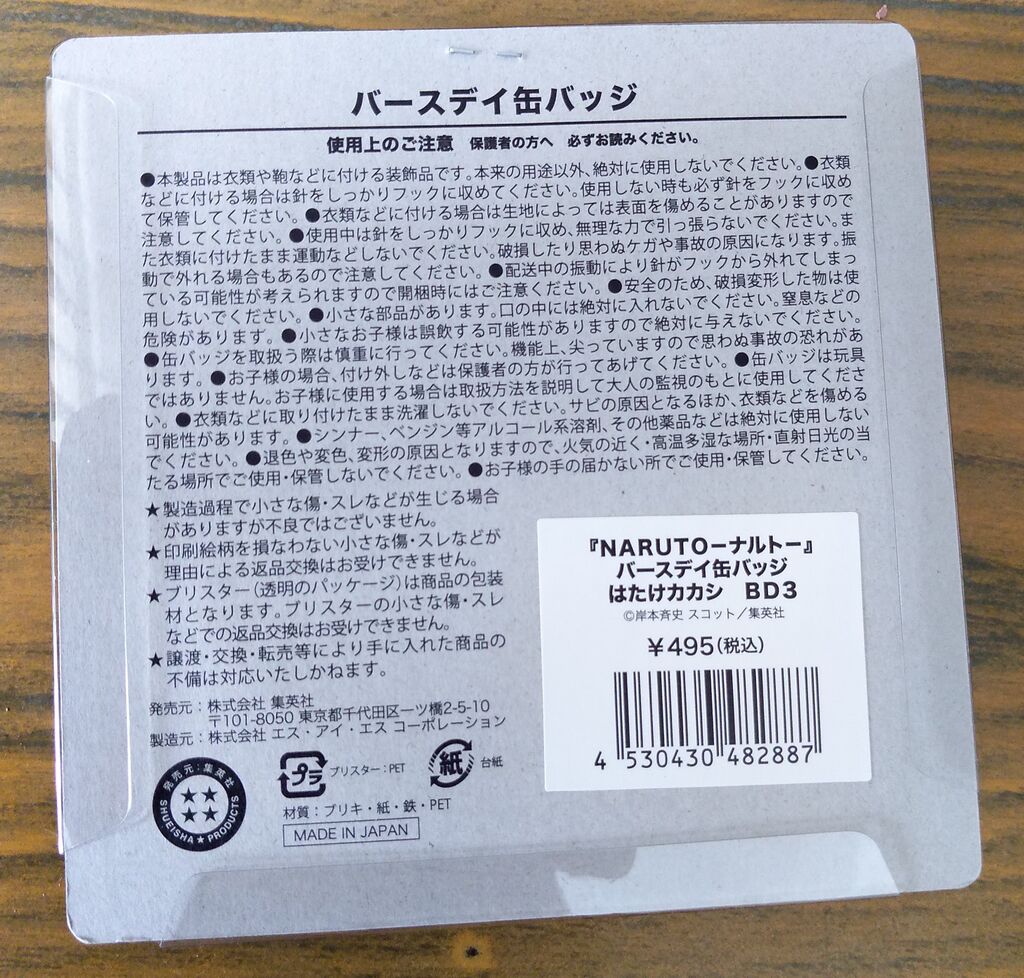 バースデイ缶バッジ
使用上のご注意 保護者の方へ 必ずお読みください。
●本製品は衣類や鞄などに付ける装飾品です。本来の用途以外、絶対に使用しないでください。●衣類
などに付ける場合は針をしっかりフックに収めてください。使用しない時も必ず針をフックに収め
て保管してください。●衣類などに付ける場合は生地によっては表面を傷めることがありますので
注意してください。●使用中は針をしっかりフックに収め、無理な力で引っ張らないでください。ま
た衣類に付けたまま運動などしないでください。破損したり思わぬケガや事故の原因になります。振
動で外れる場合もあるので注意してください。●配送中の振動により針がフックから外れてしまっ
ている可能性が考えられますので開梱時にはご注意ください。●安全のため、破損変形した物は使
用しないでください。●小さな部品があります。口の中には絶対に入れないでください。窒息などの
危険があります。●小さなお子様は誤飲する可能性がありますので絶対に与えないでください。
●缶バッジを取扱う際は慎重に行ってください。機能上、尖っていますので思わぬ事故の恐れがあ
ります。●お子様の場合、付け外しなどは保護者の方が行ってあげてください。●缶バッジは玩具
ではありません。お子様に使用する場合は取扱方法を説明して大人の監視のもとに使用してくださ
い。●衣類などに取り付けたまま洗濯しないでください。サビの原因となるほか、衣類などを傷める
可能性があります。●シンナー、ベンジン等アルコール系溶剤、その他薬品などは絶対に使用しない
でください。●退色や変色、変形の原因となりますので、火気の近く・高温多湿な場所・直射日光の当
たる場所でご使用・保管しないでください。●お子様の手の届かない所でご使用・保管してください。
★製造過程で小さな傷・スレなどが生じる場合
がありますが不良ではございません。
★印刷絵柄を損なわない小さな傷・スレなどが
理由による返品交換はお受けできません。
★ブリスター(透明のパッケージ)は商品の包装
材となります。ブリスターの小さな傷・スレ
などでの返品交換はお受けできません。
★譲渡・交換・転売等により手に入れた商品の
不備は対応いたしかねます。
発売元:株式会社 集英社
〒101-8050 東京都千代田区一ツ橋2-5-10
製造元:株式会社 エス・アイ・エス コーポレーション
発売元:集英社
SHUEISHA★PRODUCTS
プラ ブリスター:PET
紙 台紙
材質:ブリキ・紙・鉄・PET
MADE IN JAPAN
『NARUTOーナルトー』
バースデイ缶バッジ
はたけカカシ BD3
©岸本斉史 スコット/集英社
¥495(税込)
4 530430 482887